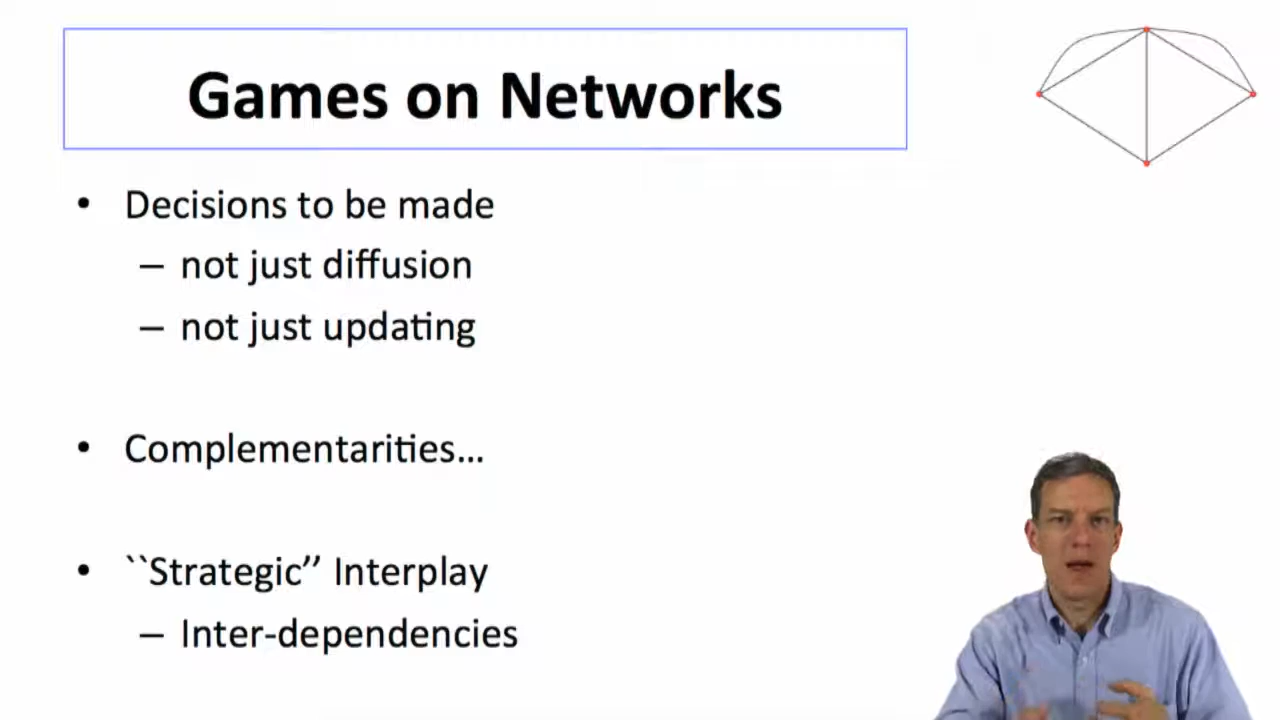 Games on Networks
• Decisions to be made
– not just diffusion
– not just updating
• Complementarities...
• ``Strategic’’ Interplay
– Inter-dependencies